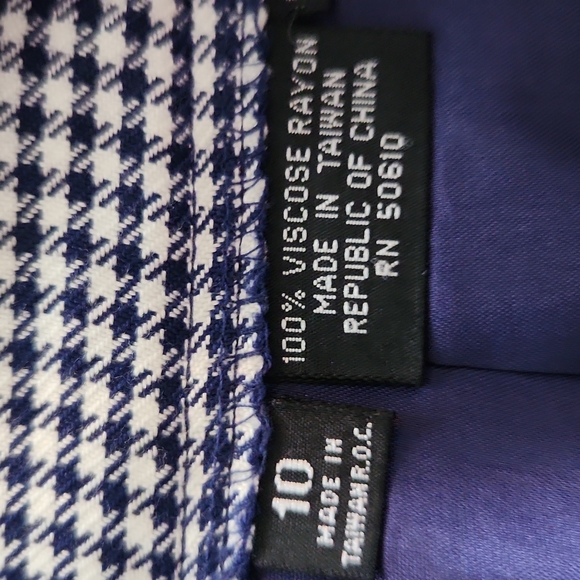 100% VISCOSE RAYON
MADE IN TAIWAN
REPUBLIC OF CHINA
RN 50610
10
MADE IN
TAIWAN R.O.C.